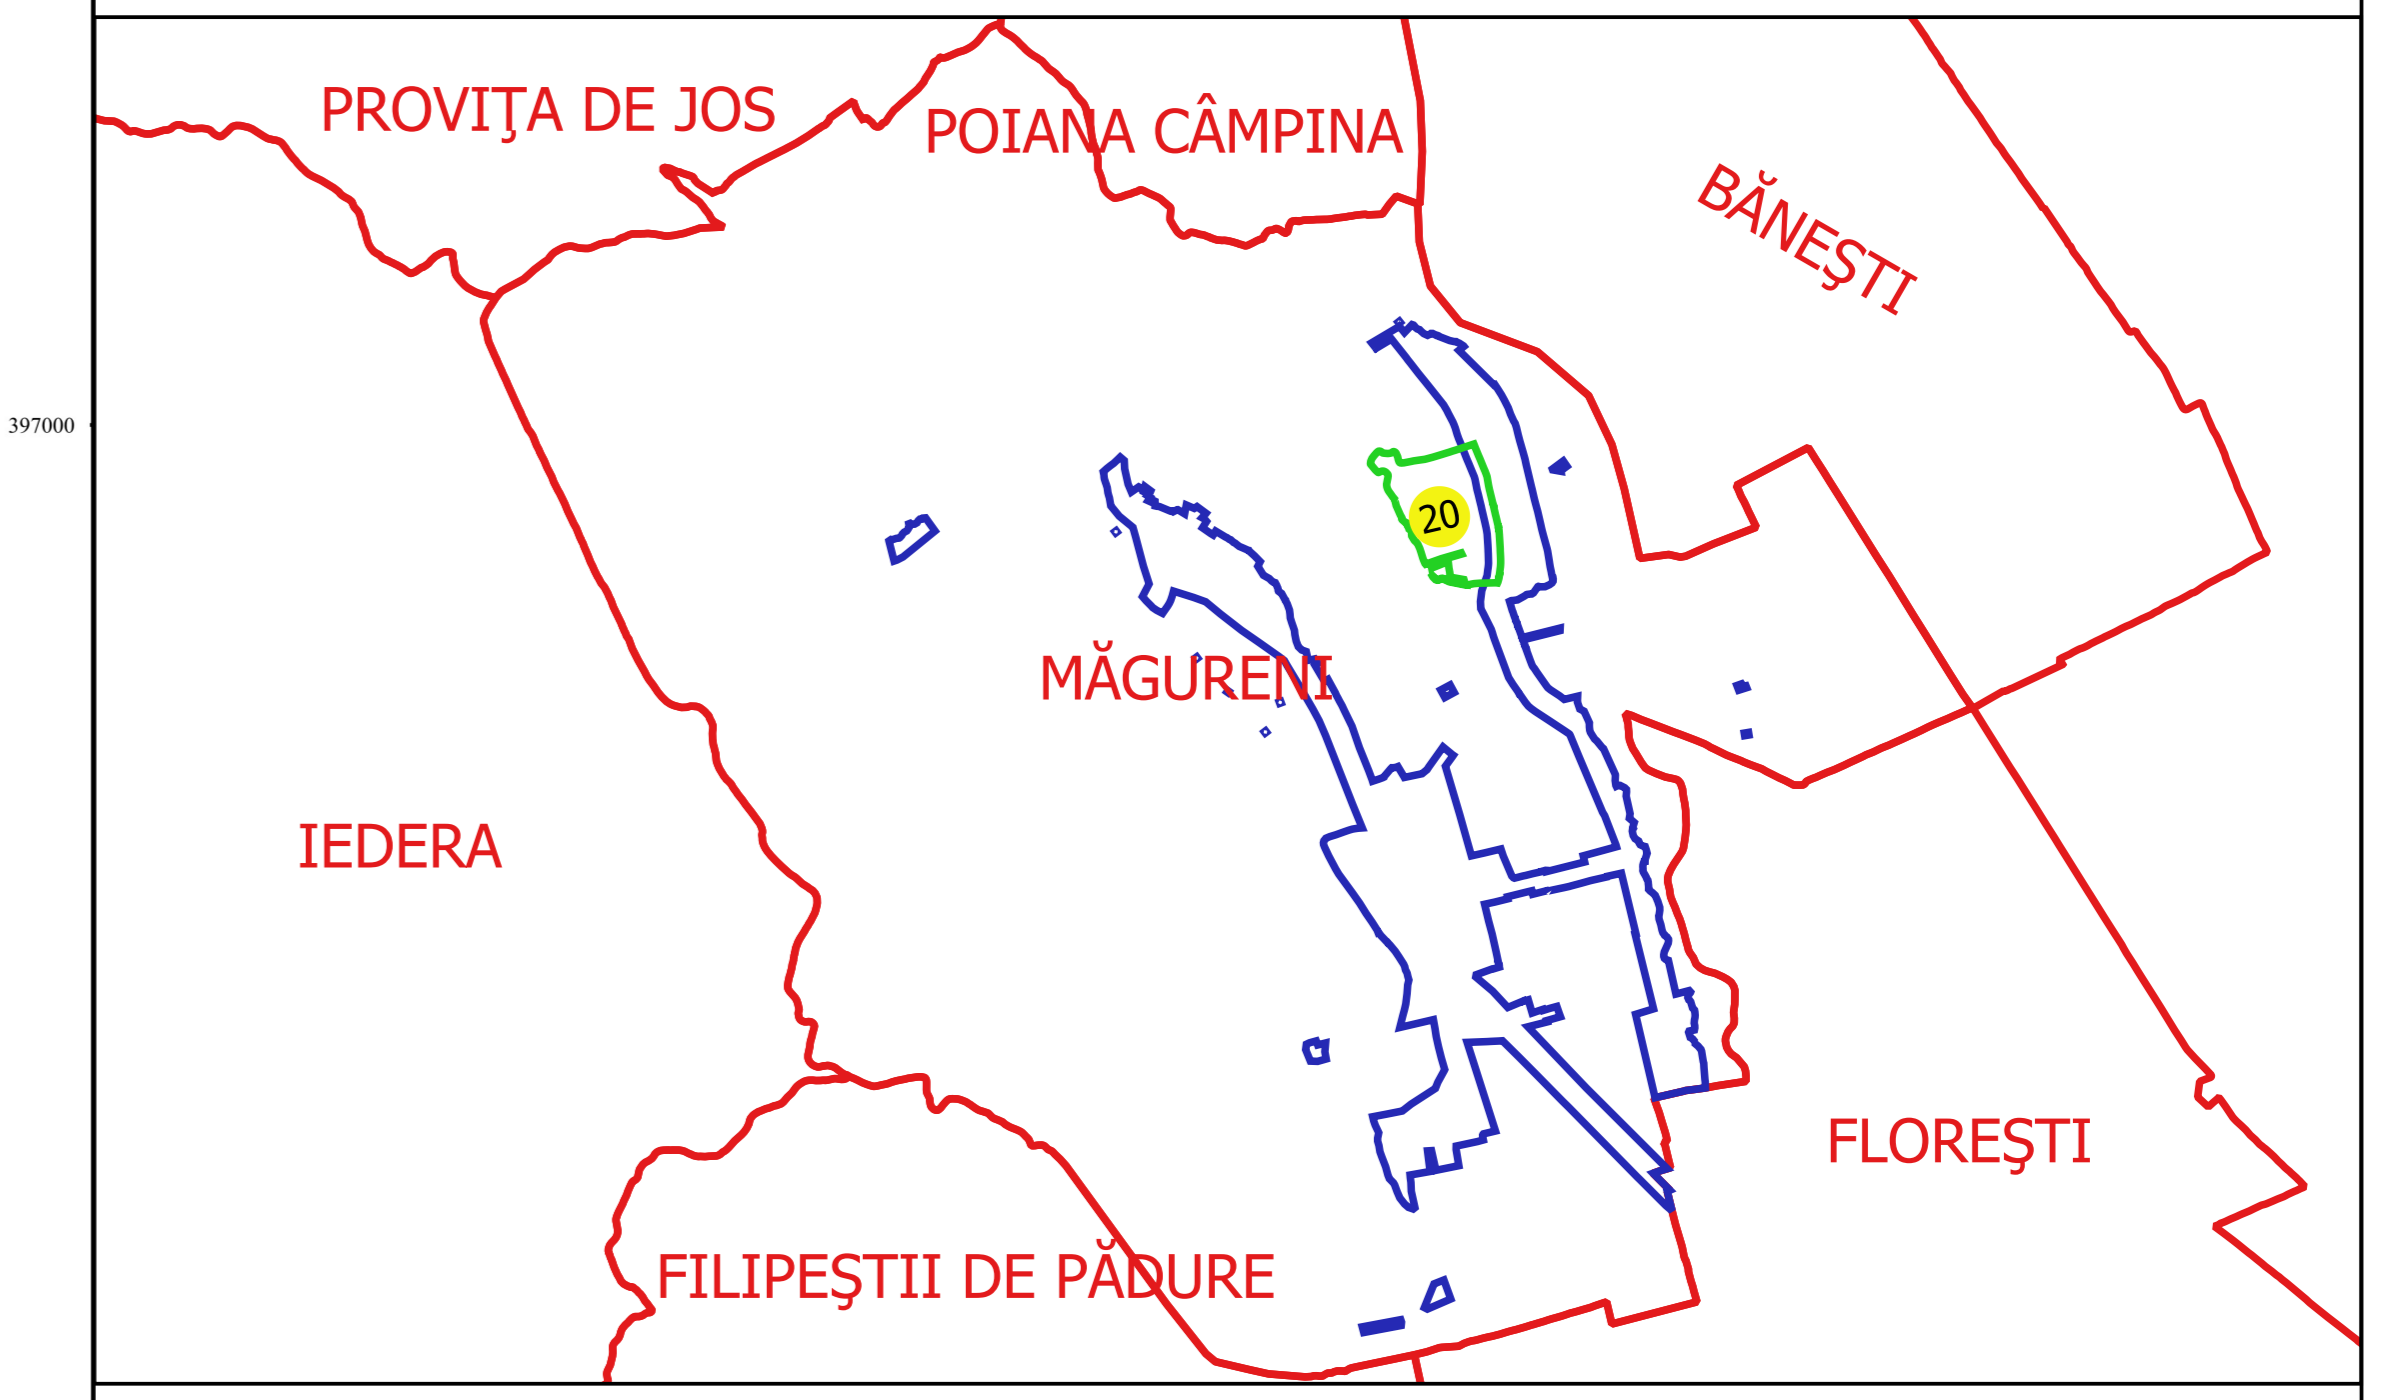 PROVIŢA DE JOS
POIANA CÂMPINA
BĂNEŞTI
397000
20
MĂGURENI
IEDERA
FLOREŞTI
FILIPEŞTII DE PĂDURE